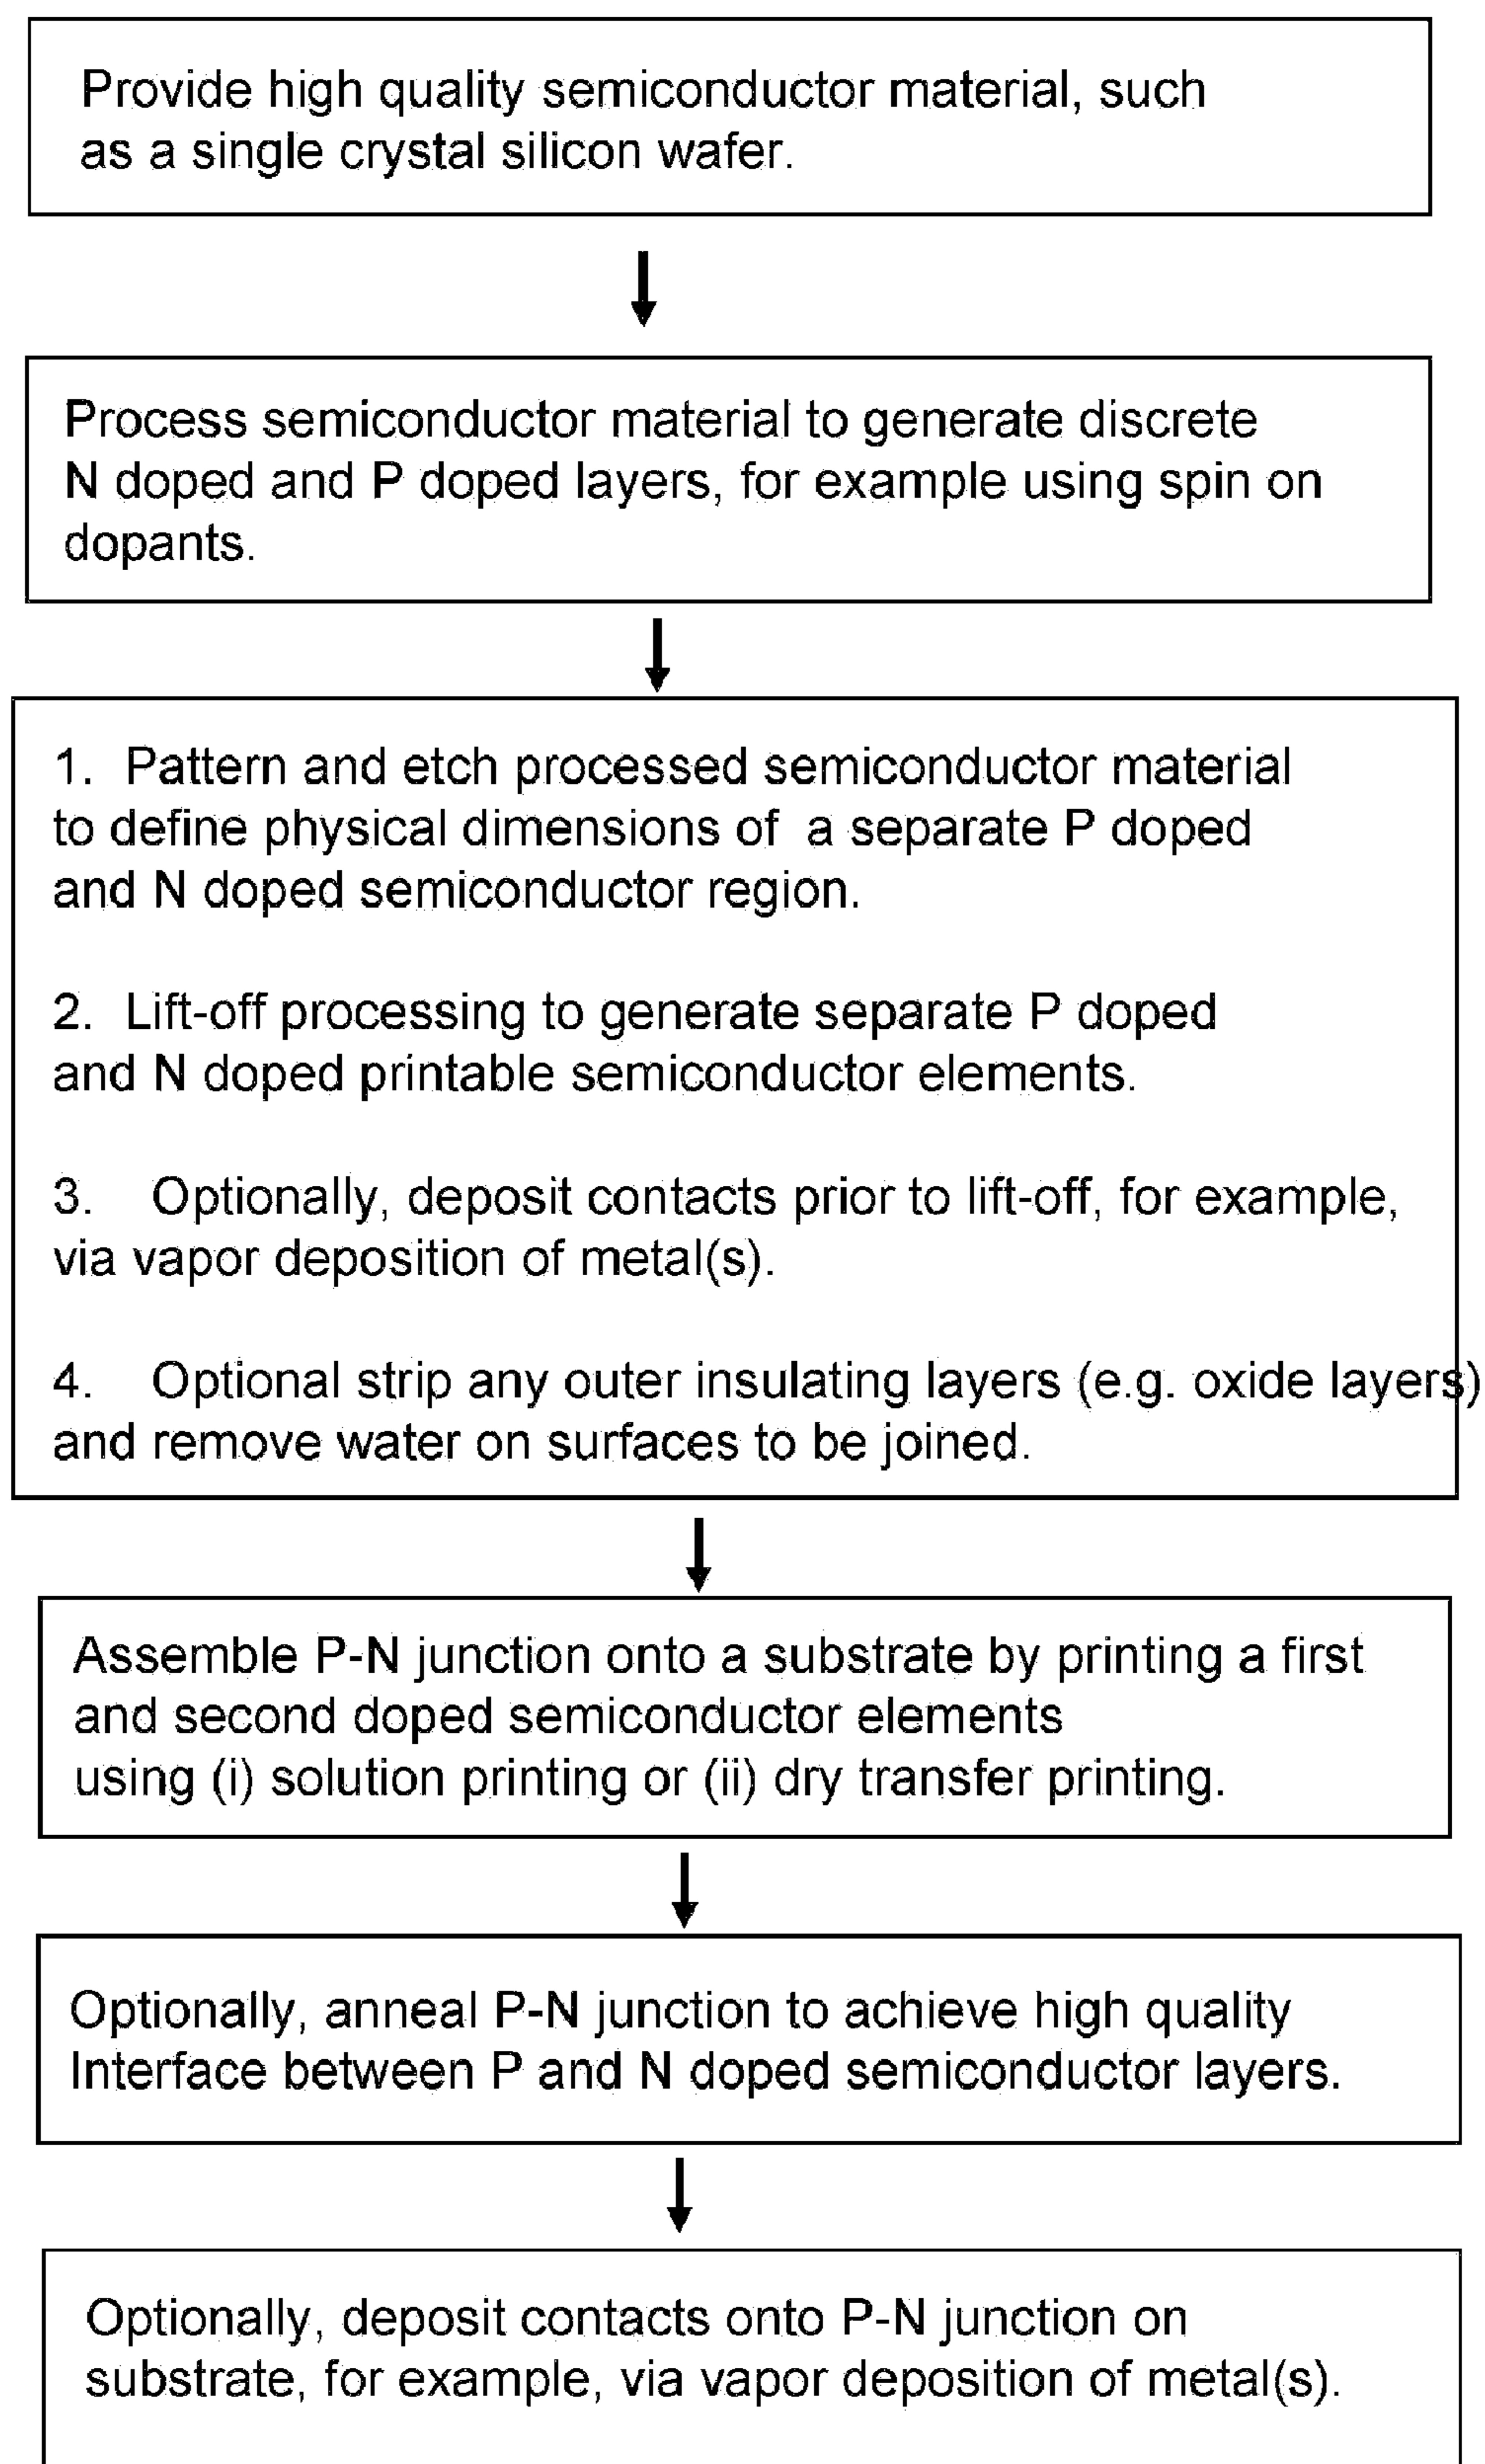 Provide high quality semiconductor material, such
as a single crystal silicon wafer.
Process semiconductor material to generate discrete
N doped and P doped layers, for example using spin on
dopants.
1. Pattern and etch processed semiconductor material
to define physical dimensions of a separate P doped
and N doped semiconductor region.
2. Lift-off processing to generate separate P doped
and N doped printable semiconductor elements.
3. Optionally, deposit contacts prior to lift-off, for example,
via vapor deposition of metal(s).
4. Optional strip any outer insulating layers (e.g. oxide layers)
and remove water on surfaces to be joined.
Assemble P-N junction onto a substrate by printing a first
and second doped semiconductor elements
using (i) solution printing or (ii) dry transfer printing.
Optionally, anneal P-N junction to achieve high quality
Interface between P and N doped semiconductor layers.
Optionally, deposit contacts onto P-N junction on
substrate, for example, via vapor deposition of metal(s).